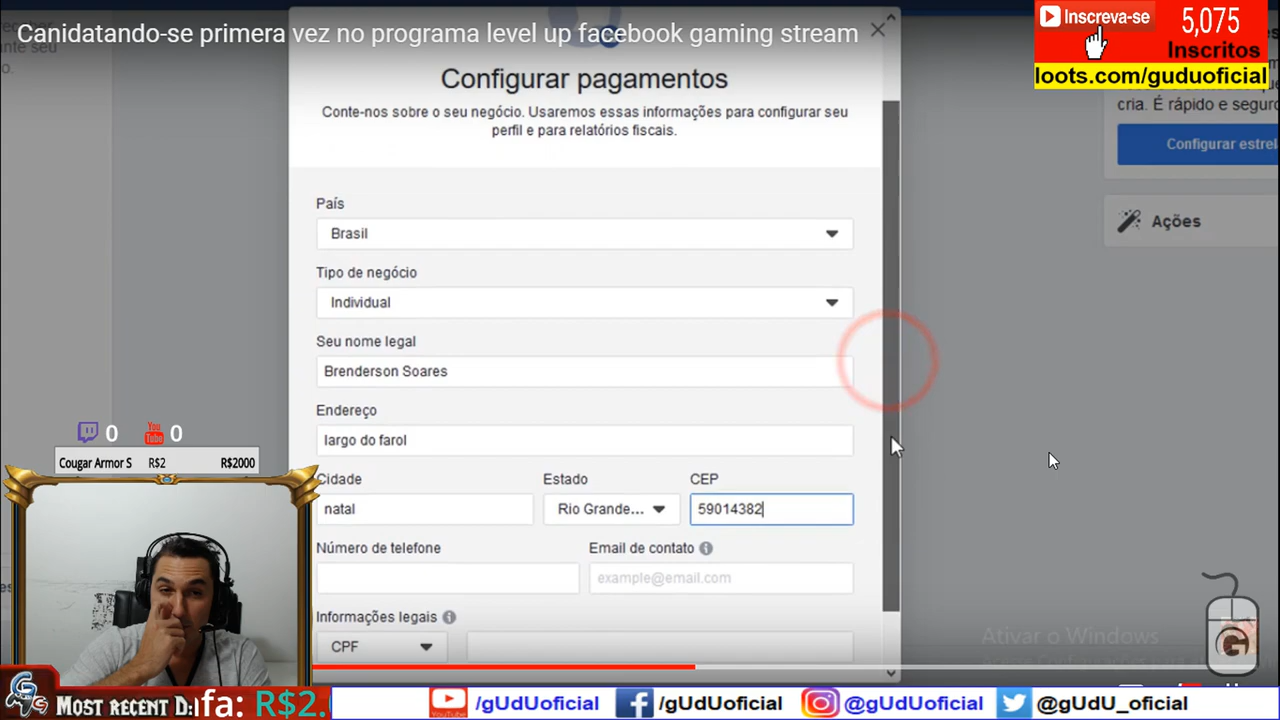 Canidatando-se primera vez no programa level up facebook gaming stream
Inscreva-se
5,075
Inscritos
loots.com/guduoficial
Configurar pagamentos
Conte-nos sobre o seu negócio. Usaremos essas informações para configurar seu
perfil e para relatórios fiscais.
cria. É rápido e seguro
Configurar estrel
Ações
País
Brasil
Tipo de negócio
Individual
Seu nome legal
Brenderson Soares
Endereço
largo do farol
Cidade
Estado
CEP
natal
Rio Grande...
59014382
Número de telefone
Email de contato
example@email.com
Informações legais
CPF
0
You Tube
0
Cougar Armor S R$2 R$2000
Ativar o Windows
G
Most recent D:
ifa: R$2.
/gUdUoficial
/gUdUoficial
@gUdUoficial
@gUdU_oficial